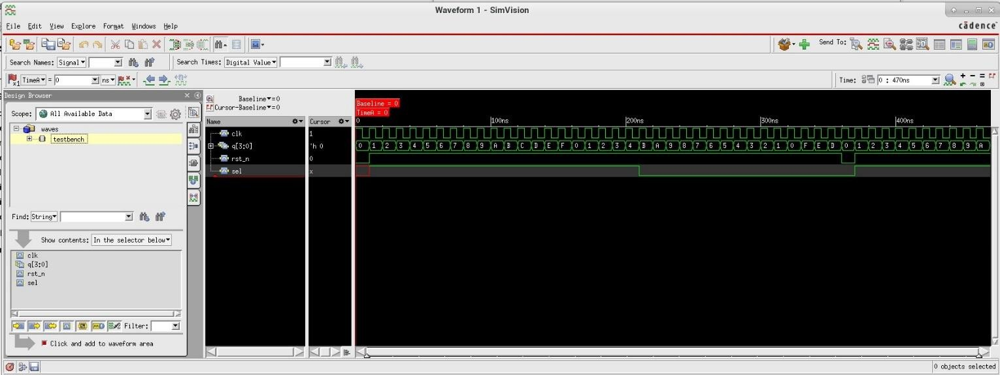 Waveform 1 - SimVision
File Edit View Explore Format Windows Help
cādence
Send To:
Search Names: Signal Search Times: Digital Value
x1 TimeA = 0 ns Time: 0 : 470ns
Design Browser
Scope: All Available Data
waves
testbench
Find: String
Show contents: In the selector below
clk
q[3:0]
rst_n
sel
Filter:
Click and add to waveform area
Baseline = 0
Cursor-Baseline = 0
Name Cursor
clk 1
q[3:0] 'h 0
rst_n 0
sel x
Baseline = 0
TimeA = 0
0 100ns 200ns 300ns 400ns
0 1 2 3 4 5 6 7 8 9 A B C D E F 0 1 2 3 4 B A 9 8 7 6 5 4 3 2 1 0 F E D 0 1 2 3 4 5 6 7 8 9 A
0 objects selected